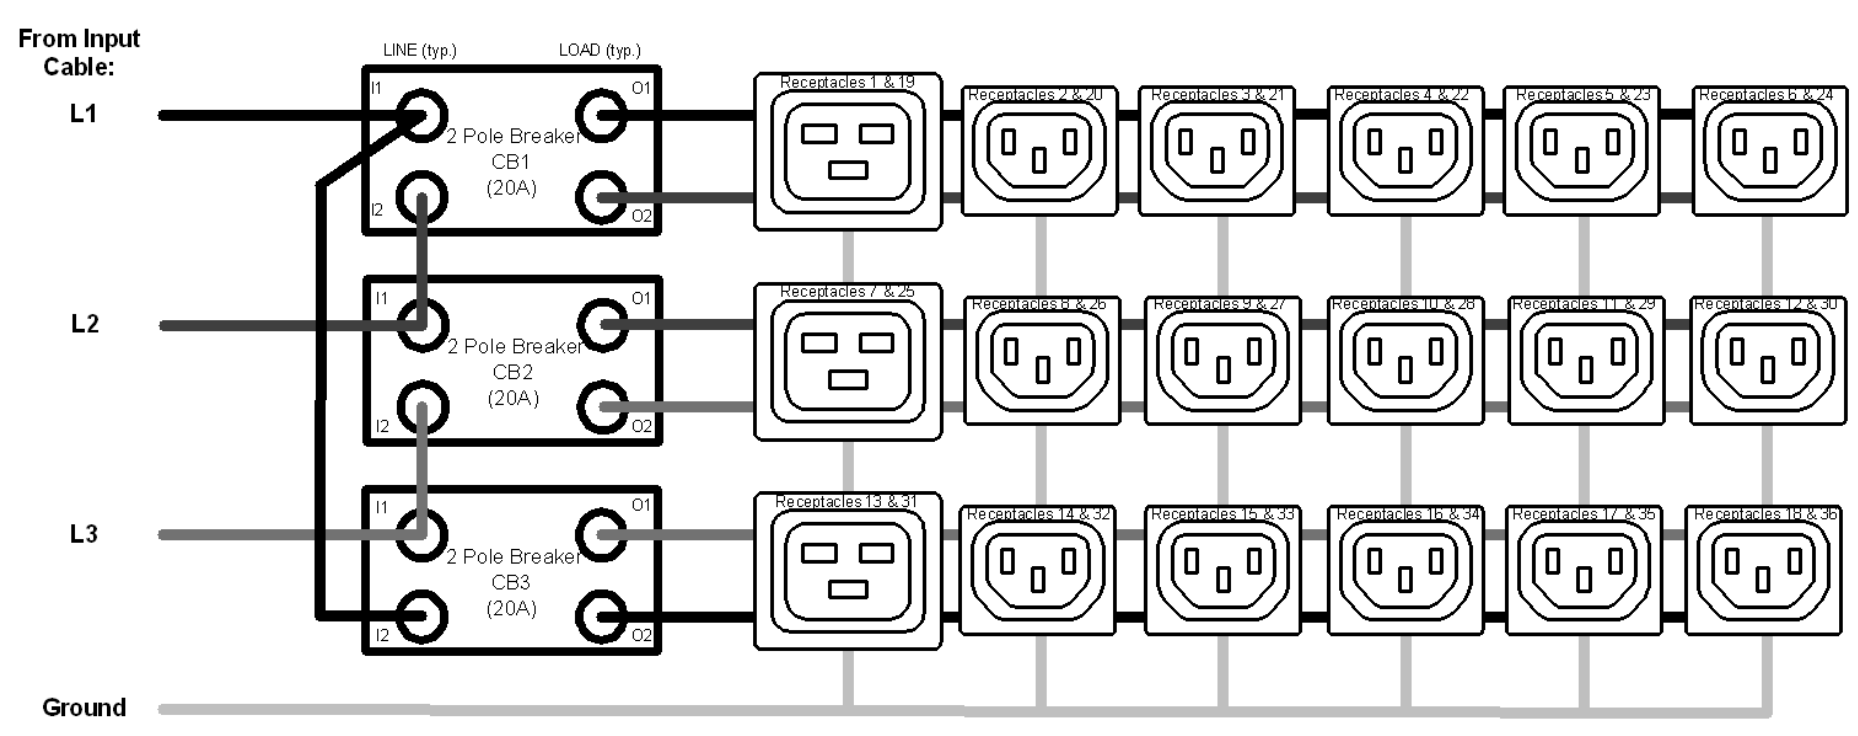 From Input
Cable:
LINE (typ.)
LOAD (typ.)
L1
I1
O1
2 Pole Breaker
CB1
(20A)
I2
O2
Receptacles 1 & 19
Receptacles 2 & 20
Receptacles 3 & 21
Receptacles 4 & 22
Receptacles 5 & 23
Receptacles 6 & 24
L2
I1
O1
2 Pole Breaker
CB2
(20A)
I2
O2
Receptacles 7 & 25
Receptacles 8 & 26
Receptacles 9 & 27
Receptacles 10 & 28
Receptacles 11 & 29
Receptacles 12 & 30
L3
I1
O1
2 Pole Breaker
CB3
(20A)
I2
O2
Receptacles 13 & 31
Receptacles 14 & 32
Receptacles 15 & 33
Receptacles 16 & 34
Receptacles 17 & 35
Receptacles 18 & 36
Ground